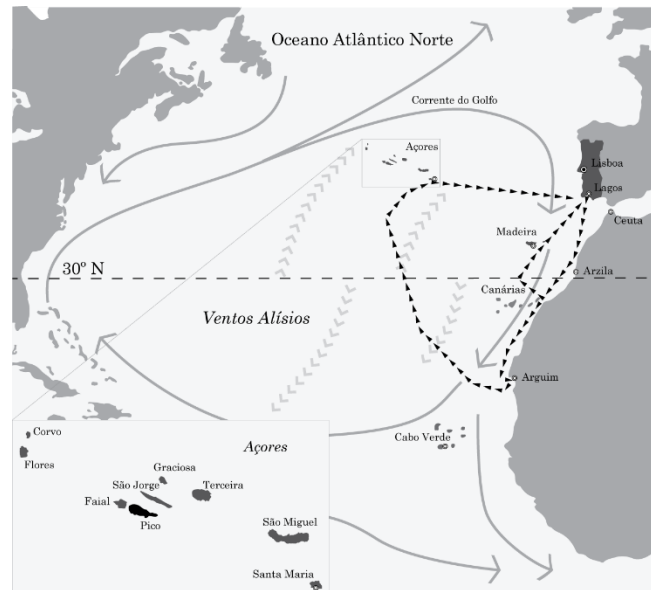 Oceano Atlântico Norte
Corrente do Golfo
Açores
Lisboa
Lagos
Ceuta
Madeira
30º N
Arzila
Canárias
Ventos Alísios
Arguim
Cabo Verde
Açores
Corvo
Flores
Graciosa
São Jorge
Terceira
Faial
Pico
São Miguel
Santa Maria